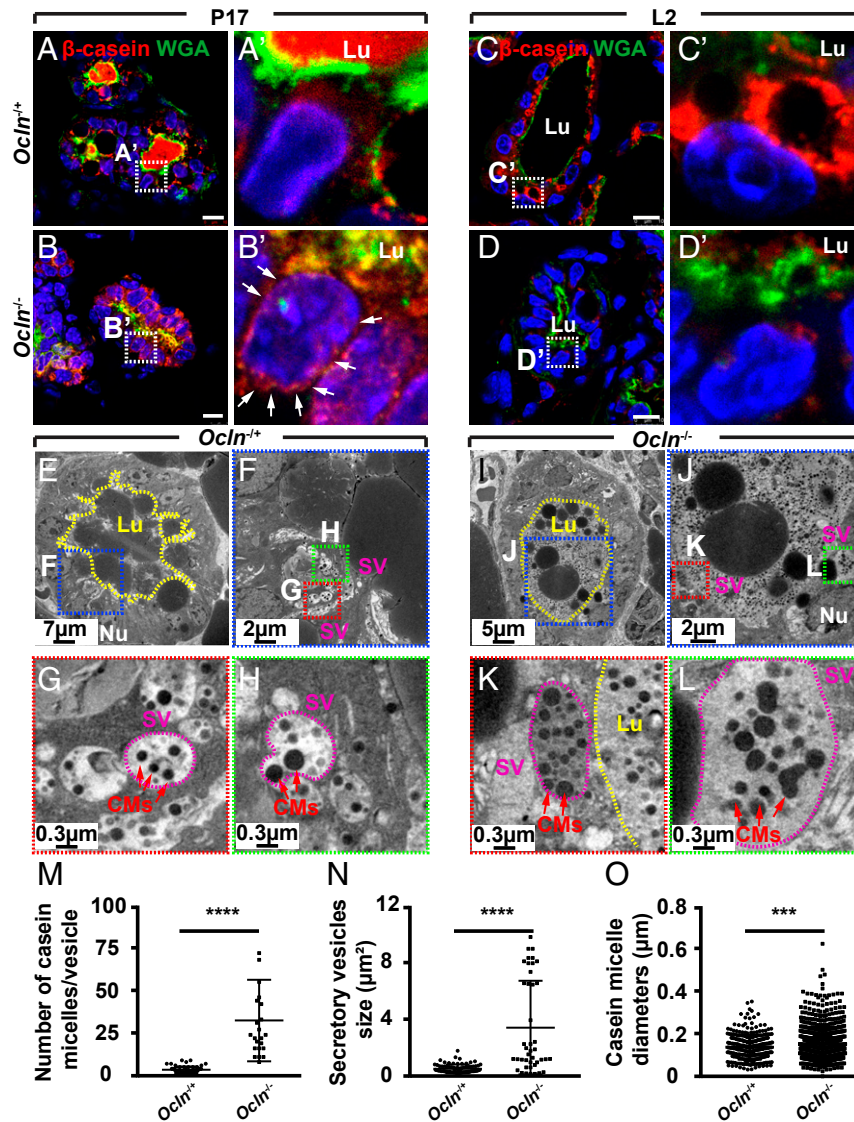 P17
L2
A β-casein WGA
A' Lu
C β-casein WGA
C' Lu
Ocln-/+
A'
Lu
C'
B
B' Lu
D
D' Lu
Ocln-/-
B'
Lu
D'
Ocln-/+
Ocln-/-
E
F
I
J
Lu
H
Lu
SV
F
G
SV
J
K
SV
L
SV
Nu
Nu
7μm
2μm
5μm
2μm
G
H
K
L
SV
SV
SV
SV
Lu
CMs
CMs
CMs
CMs
0.3μm
0.3μm
0.3μm
0.3μm
M
N
O
Number of casein
micelles/vesicle
100
75
50
25
0
****
Ocln-/+
Ocln-/-
Secretory vesicles
size (μm²)
12
8
4
0
****
Ocln-/+
Ocln-/-
Casein micelle
diameters (μm)
0.8
0.6
0.4
0.2
0
***
Ocln-/+
Ocln-/-